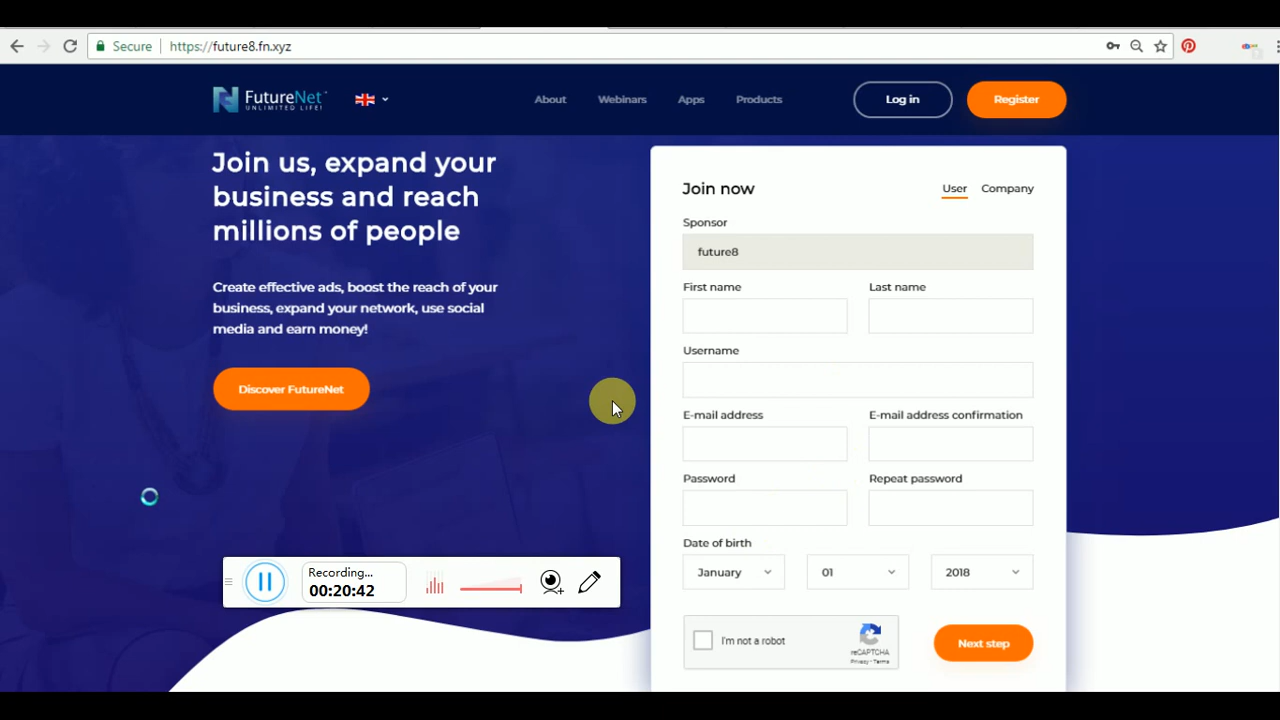 Secure https://future8.fn.xyz
FutureNet
UNLIMITED LIFE!
About Webinars Apps Products Log in Register
Join us, expand your
business and reach
millions of people
Create effective ads, boost the reach of your
business, expand your network, use social
media and earn money!
Discover FutureNet
Join now User Company
Sponsor
future8
First name Last name
Username
E-mail address E-mail address confirmation
Password Repeat password
Date of birth
January 01 2018
I'm not a robot
reCAPTCHA
Privacy - Terms
Next step
Recording...
00:20:42